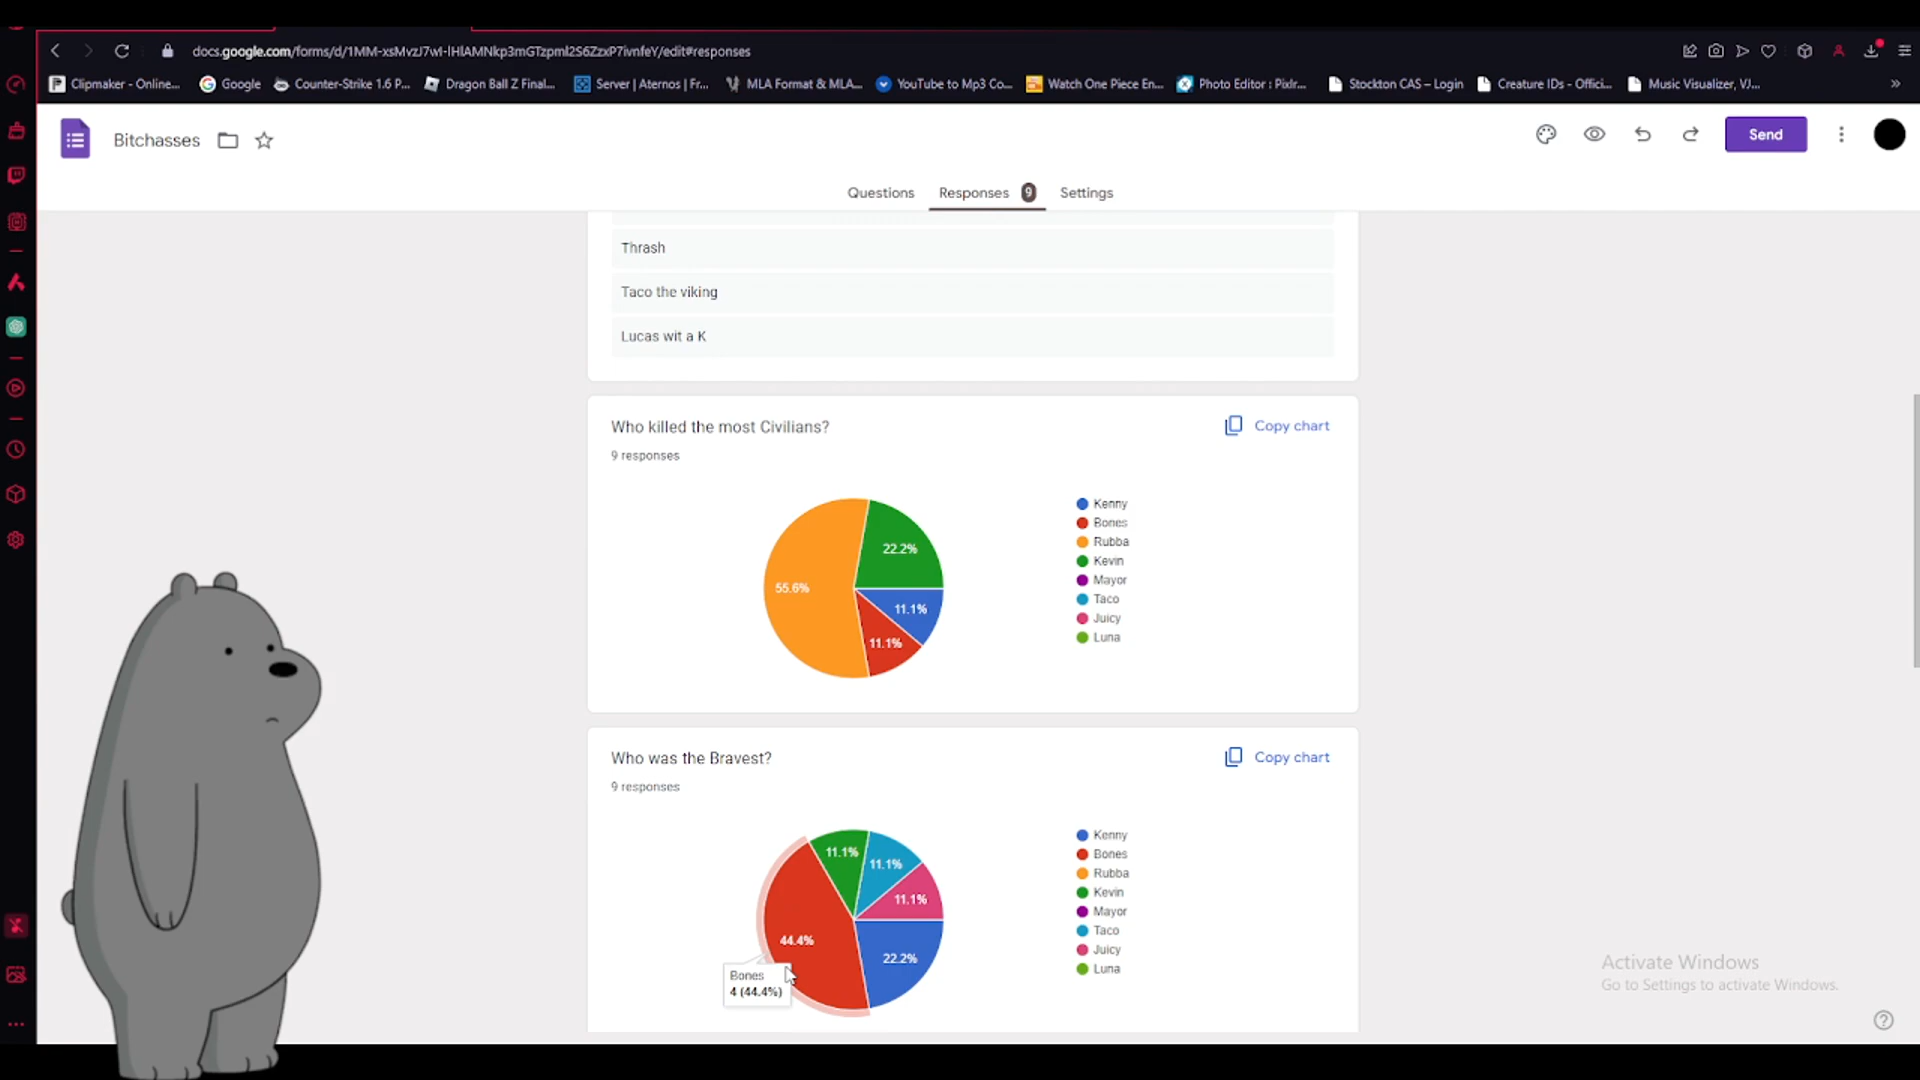 docs.google.com/forms/d/1MM-xsMvzJ7wI-lHlAMNkp3mGTzpml2S6ZzxP7ivnfeY/edit#responses
Clipmaker - Online... Google Counter-Strike 1.6 P... Dragon Ball Z Final... Server | Aternos | Fr... MLA Format & MLA... YouTube to Mp3 Co... Watch One Piece En... Photo Editor : Pixlr... Stockton CAS – Login Creature IDs - Offici... Music Visualizer, VJ...
Bitchasses
Send
Questions Responses 9 Settings
Thrash
Taco the viking
Lucas wit a K
Who killed the most Civilians?
Copy chart
9 responses
55.6%
22.2%
11.1%
11.1%
Kenny
Bones
Rubba
Kevin
Mayor
Taco
Juicy
Luna
Who was the Bravest?
Copy chart
9 responses
11.1%
11.1%
11.1%
44.4%
22.2%
Bones
4 (44.4%)
Kenny
Bones
Rubba
Kevin
Mayor
Taco
Juicy
Luna
Activate Windows
Go to Settings to activate Windows.